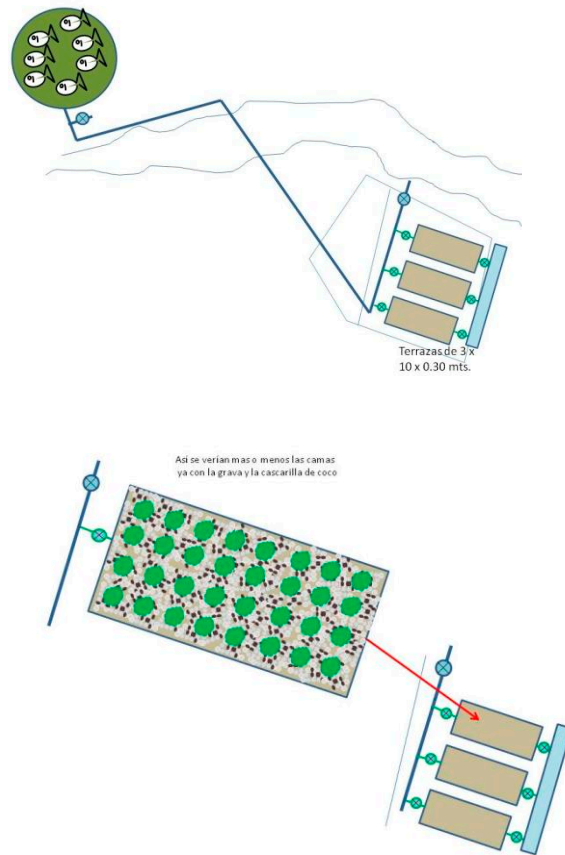 Terrazas de 3 x
10 x 0.30 mts.
Asi se verian mas o menos las camas
ya con la grava y la cascarilla de coco